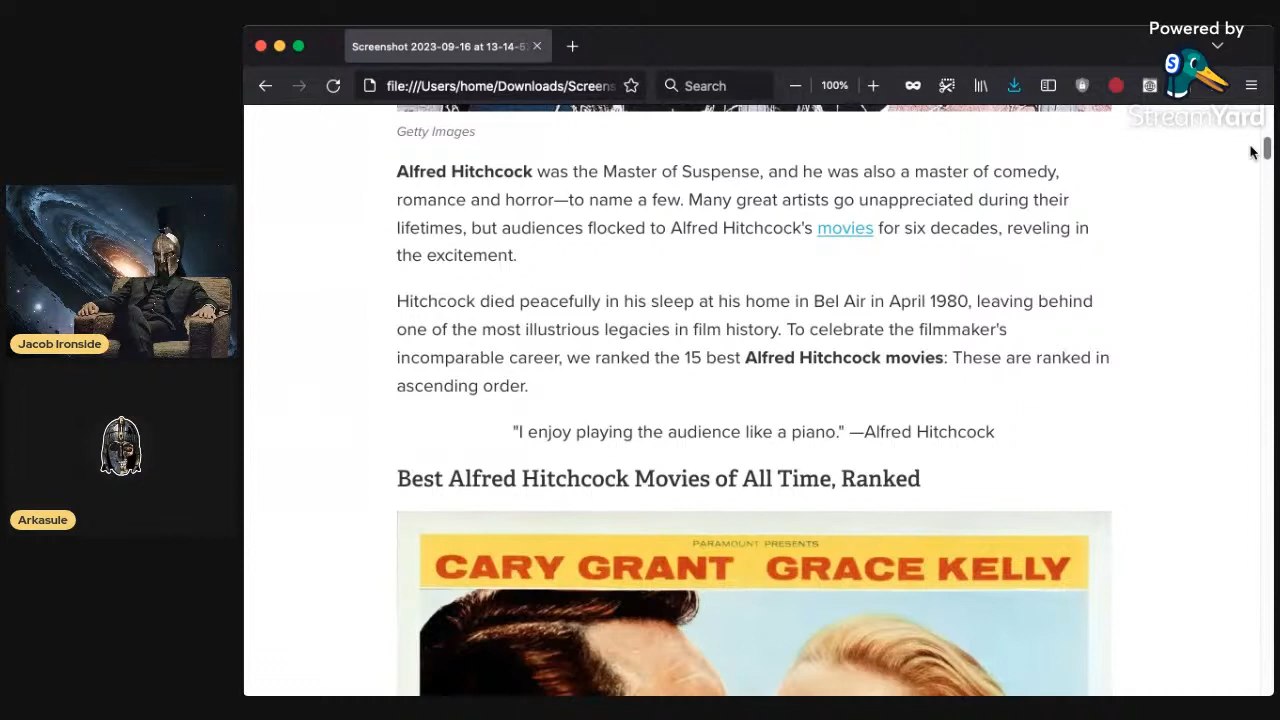 Powered by
StreamYard
Screenshot 2023-09-16 at 13-14-5
file:///Users/home/Downloads/Screens
Search
100%
Getty Images
Alfred Hitchcock was the Master of Suspense, and he was also a master of comedy,
romance and horror—to name a few. Many great artists go unappreciated during their
lifetimes, but audiences flocked to Alfred Hitchcock's movies for six decades, reveling in
the excitement.
Hitchcock died peacefully in his sleep at his home in Bel Air in April 1980, leaving behind
one of the most illustrious legacies in film history. To celebrate the filmmaker's
incomparable career, we ranked the 15 best Alfred Hitchcock movies: These are ranked in
ascending order.
"I enjoy playing the audience like a piano." —Alfred Hitchcock
Best Alfred Hitchcock Movies of All Time, Ranked
PARAMOUNT PRESENTS
CARY GRANT GRACE KELLY
Jacob Ironside
Arkasule